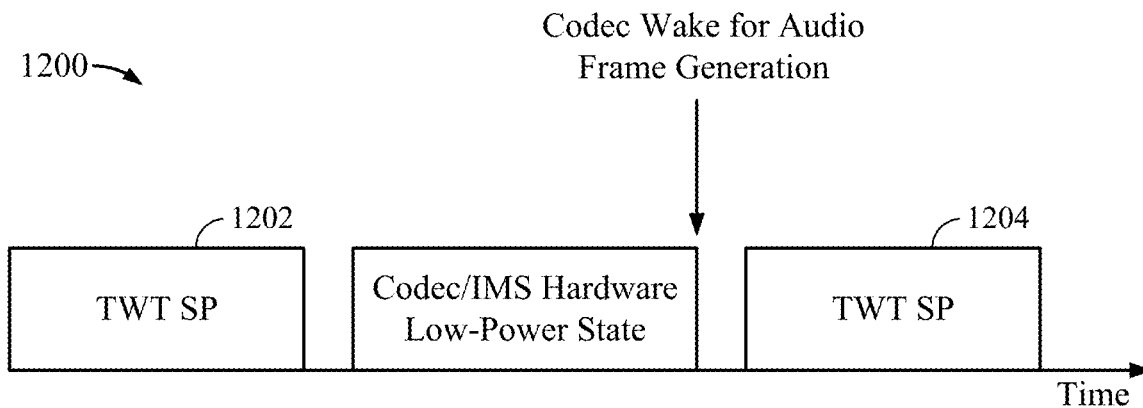 Codec Wake for Audio
Frame Generation
1200
1202
1204
TWT SP
Codec/IMS Hardware
Low-Power State
TWT SP
Time